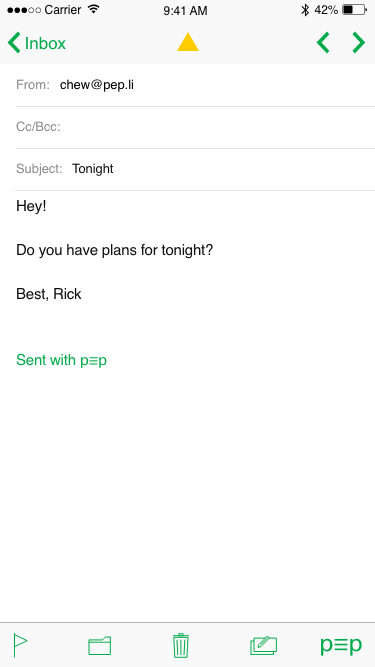 Carrier 9:41 AM 42%
Inbox
From: chew@pep.li
Cc/Bcc:
Subject: Tonight
Hey!
Do you have plans for tonight?
Best, Rick
Sent with p≡p
p≡p